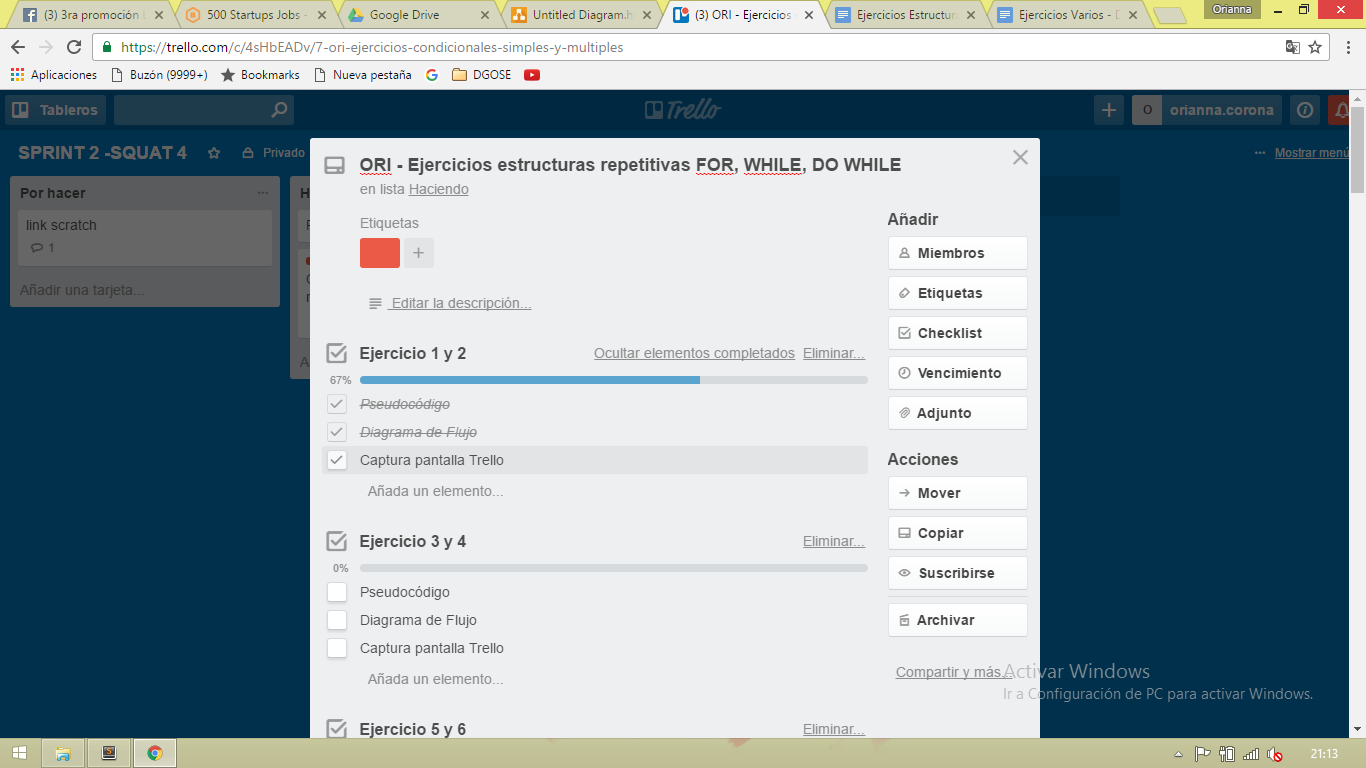 (3) 3ra promoción
500 Startups Jobs -
Google Drive
Untitled Diagram.h
(3) ORI - Ejercicios
Ejercicios Estructur
Ejercicios Varios - D
Orianna
https://trello.com/c/4sHbEADv/7-ori-ejercicios-condicionales-simples-y-multiples
Aplicaciones
Buzón (9999+)
Bookmarks
Nueva pestaña
DGOSE
Tableros
Trello
O
orianna.corona
SPRINT 2 -SQUAT 4
Privado
Mostrar menú
Por hacer
link scratch
1
Añadir una tarjeta...
ORI - Ejercicios estructuras repetitivas FOR, WHILE, DO WHILE
en lista Haciendo
Etiquetas
+
Editar la descripción...
Ejercicio 1 y 2
Ocultar elementos completados
Eliminar...
67%
Pseudocódigo
Diagrama de Flujo
Captura pantalla Trello
Añada un elemento...
Ejercicio 3 y 4
Eliminar...
0%
Pseudocódigo
Diagrama de Flujo
Captura pantalla Trello
Añada un elemento...
Ejercicio 5 y 6
Eliminar...
Añadir
Miembros
Etiquetas
Checklist
Vencimiento
Adjunto
Acciones
Mover
Copiar
Suscribirse
Archivar
Compartir y más...
Activar Windows
Ir a Configuración de PC para activar Windows.
21:13